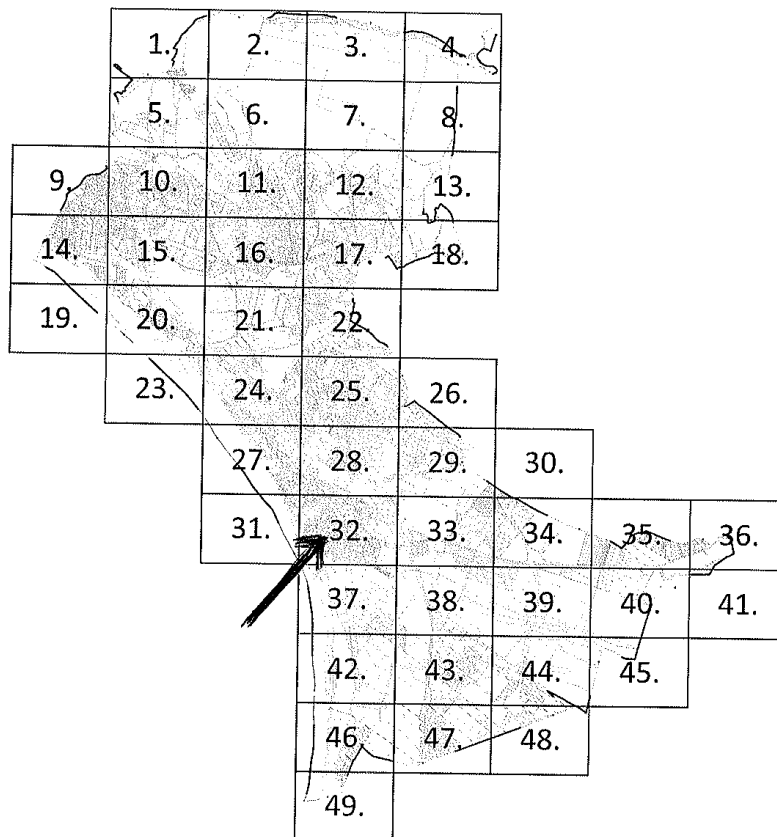 1. 2. 3. 4.
5. 6. 7. 8.
9. 10. 11. 12. 13.
14. 15. 16. 17. 18.
19. 20. 21. 22.
23. 24. 25. 26.
27. 28. 29. 30.
31. 32. 33. 34. 35. 36.
37. 38. 39. 40. 41.
42. 43. 44. 45.
46. 47. 48.
49.